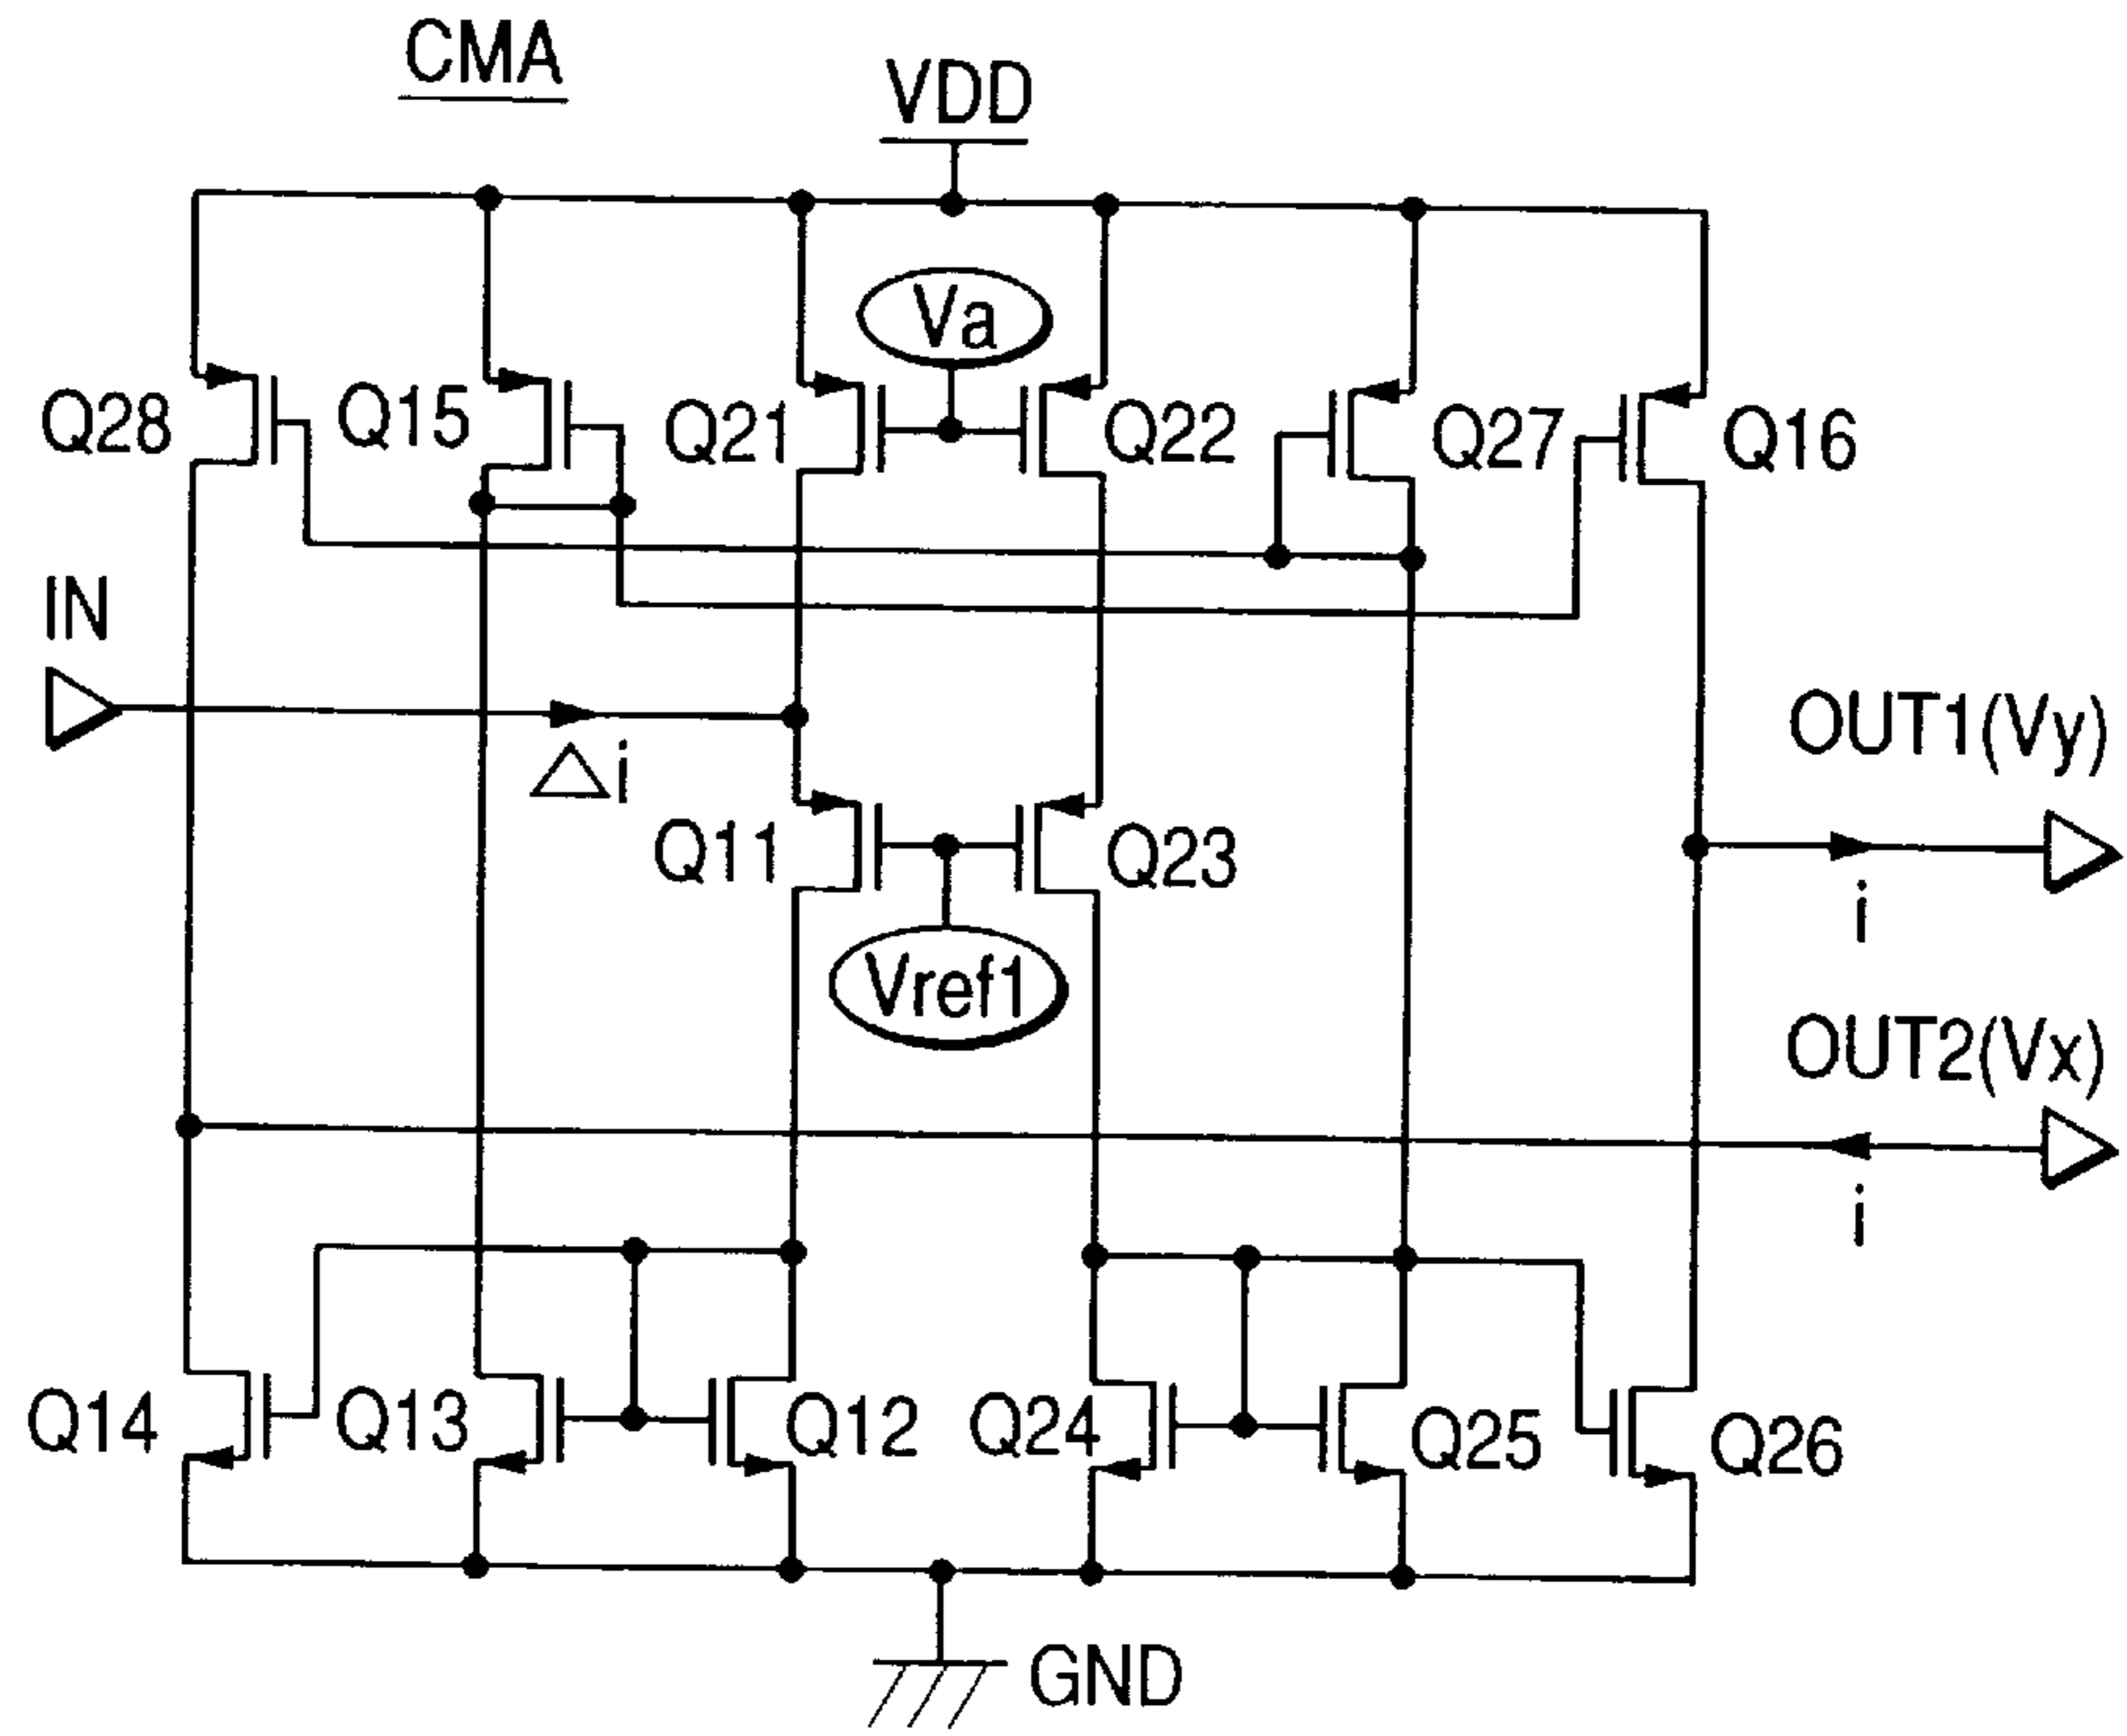 CMA
VDD
Va
Q28
Q15
Q21
Q22
Q27
Q16
IN
△i
OUT1(Vy)
Q11
Q23
i
Vref1
OUT2(Vx)
i
Q14
Q13
Q12
Q24
Q25
Q26
GND